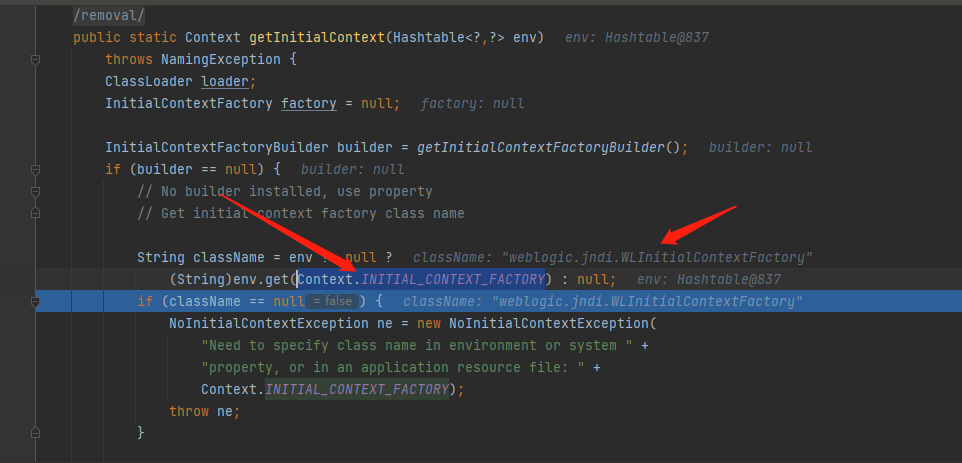 /removal/
public static Context getInitialContext(Hashtable<?,?> env)   env: Hashtable@837
throws NamingException {
ClassLoader loader;
InitialContextFactory factory = null;   factory: null
InitialContextFactoryBuilder builder = getInitialContextFactoryBuilder();   builder: null
if (builder == null) {   builder: null
// No builder installed, use property
// Get initial context factory class name
String className = env != null ?   className: "weblogic.jndi.WLInitialContextFactory"
(String)env.get(Context.INITIAL_CONTEXT_FACTORY) : null;   env: Hashtable@837
if (className == null = false ) {   className: "weblogic.jndi.WLInitialContextFactory"
NoInitialContextException ne = new NoInitialContextException(
"Need to specify class name in environment or system " +
"property, or in an application resource file: " +
Context.INITIAL_CONTEXT_FACTORY);
throw ne;
}